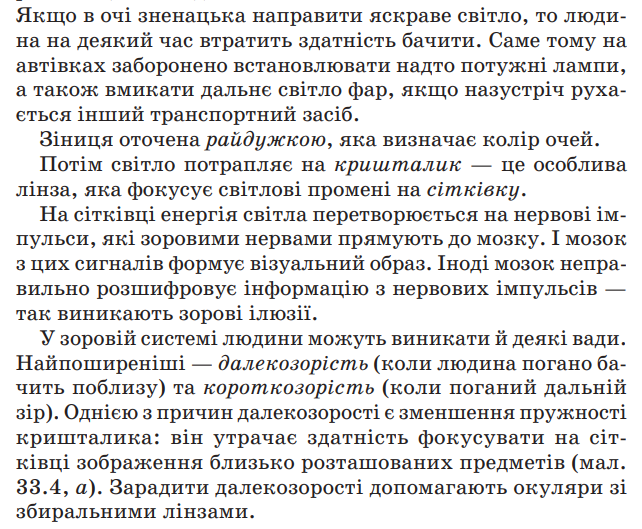 Якщо в очі зненацька направити яскраве світло, то люди-
на на деякий час втратить здатність бачити. Саме тому на
автівках заборонено встановлювати надто потужні лампи,
а також вмикати дальнє світло фар, якщо назустріч руха-
ється інший транспортний засіб.
Зіниця оточена райдужкою, яка визначає колір очей.
Потім світло потрапляє на кришталик — це особлива
лінза, яка фокусує світлові промені на сітківку.
На сітківці енергія світла перетворюється на нервові ім-
пульси, які зоровими нервами прямують до мозку. І мозок
з цих сигналів формує візуальний образ. Іноді мозок непра-
вильно розшифровує інформацію з нервових імпульсів —
так виникають зорові ілюзії.
У зоровій системі людини можуть виникати й деякі вади.
Найпоширеніші — далекозорість (коли людина погано ба-
чить поблизу) та короткозорість (коли поганий дальній
зір). Однією з причин далекозорості є зменшення пружності
кришталика: він утрачає здатність фокусувати на сіт-
ківці зображення близько розташованих предметів (мал.
33.4, а). Зарадити далекозорості допомагають окуляри зі
збиральними лінзами.